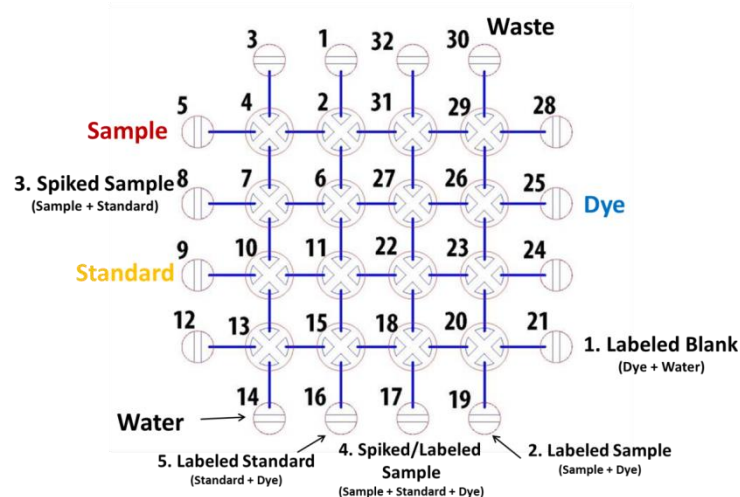 3 1 32 30 Waste
5 4 2 31 29 28
Sample
3. Spiked Sample
(Sample + Standard)
8 7 6 27 26 25
Dye
9 10 11 22 23 24
Standard
12 13 15 18 20 21
1. Labeled Blank
(Dye + Water)
14 16 17 19
Water
5. Labeled Standard
(Standard + Dye)
4. Spiked/Labeled
Sample
(Sample + Standard + Dye)
2. Labeled Sample
(Sample + Dye)